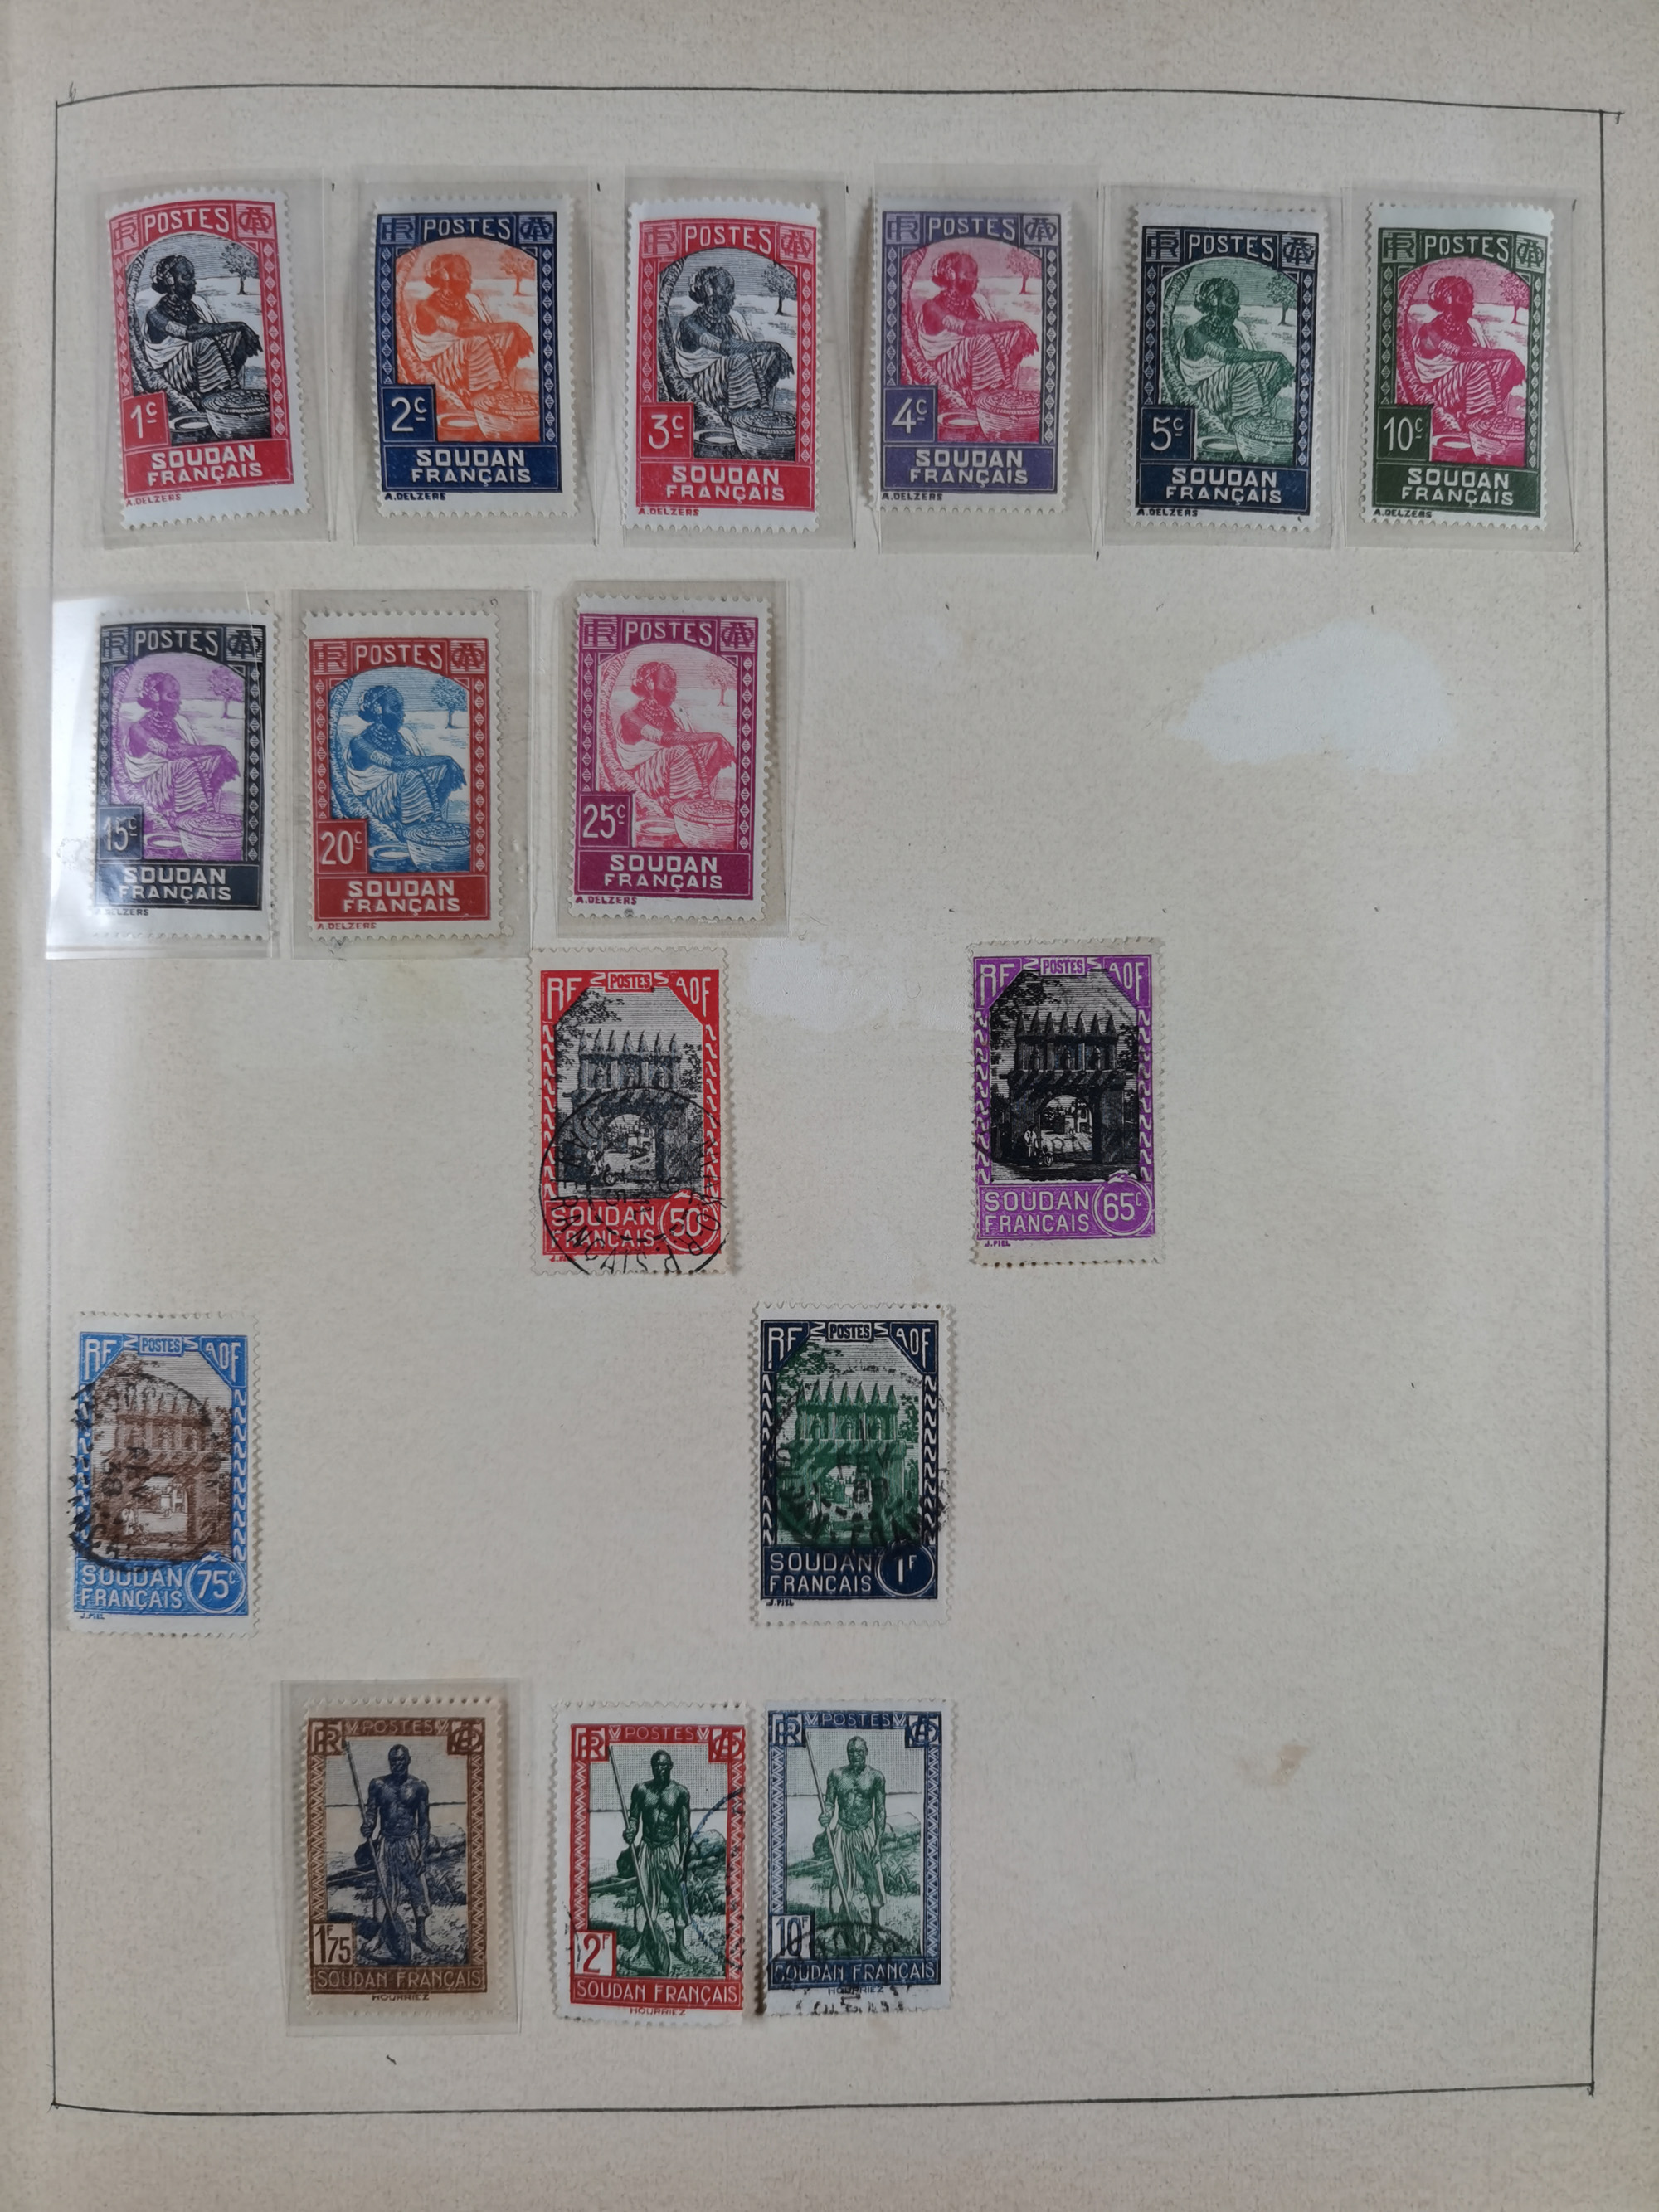 RF POSTES AOF
1c
SOUDAN
FRANÇAIS
A.DELZERS
RF POSTES AOF
2c
SOUDAN
FRANÇAIS
A.DELZERS
RF POSTES AOF
3c
SOUDAN
FRANÇAIS
A.DELZERS
RF POSTES AOF
4c
SOUDAN
FRANÇAIS
A.DELZERS
RF POSTES AOF
5c
SOUDAN
FRANÇAIS
A.DELZERS
RF POSTES AOF
10c
SOUDAN
FRANÇAIS
A.DELZERS
RF POSTES AOF
15c
SOUDAN
FRANÇAIS
A.DELZERS
RF POSTES AOF
20c
SOUDAN
FRANÇAIS
A.DELZERS
RF POSTES AOF
25c
SOUDAN
FRANÇAIS
A.DELZERS
RF POSTES AOF
SOUDAN 50c
FRANÇAIS
J.PIEL
RF POSTES AOF
SOUDAN 65c
FRANÇAIS
J.PIEL
RF POSTES AOF
SOUDAN 75c
FRANÇAIS
J.PIEL
RF POSTES AOF
SOUDAN 1F
FRANÇAIS
J.PIEL
RF POSTES AOF
1F75
SOUDAN FRANÇAIS
HOURRIEZ
RF POSTES AOF
2F
SOUDAN FRANÇAIS
HOURRIEZ
RF POSTES AOF
10F
SOUDAN FRANÇAIS
HOURRIEZ